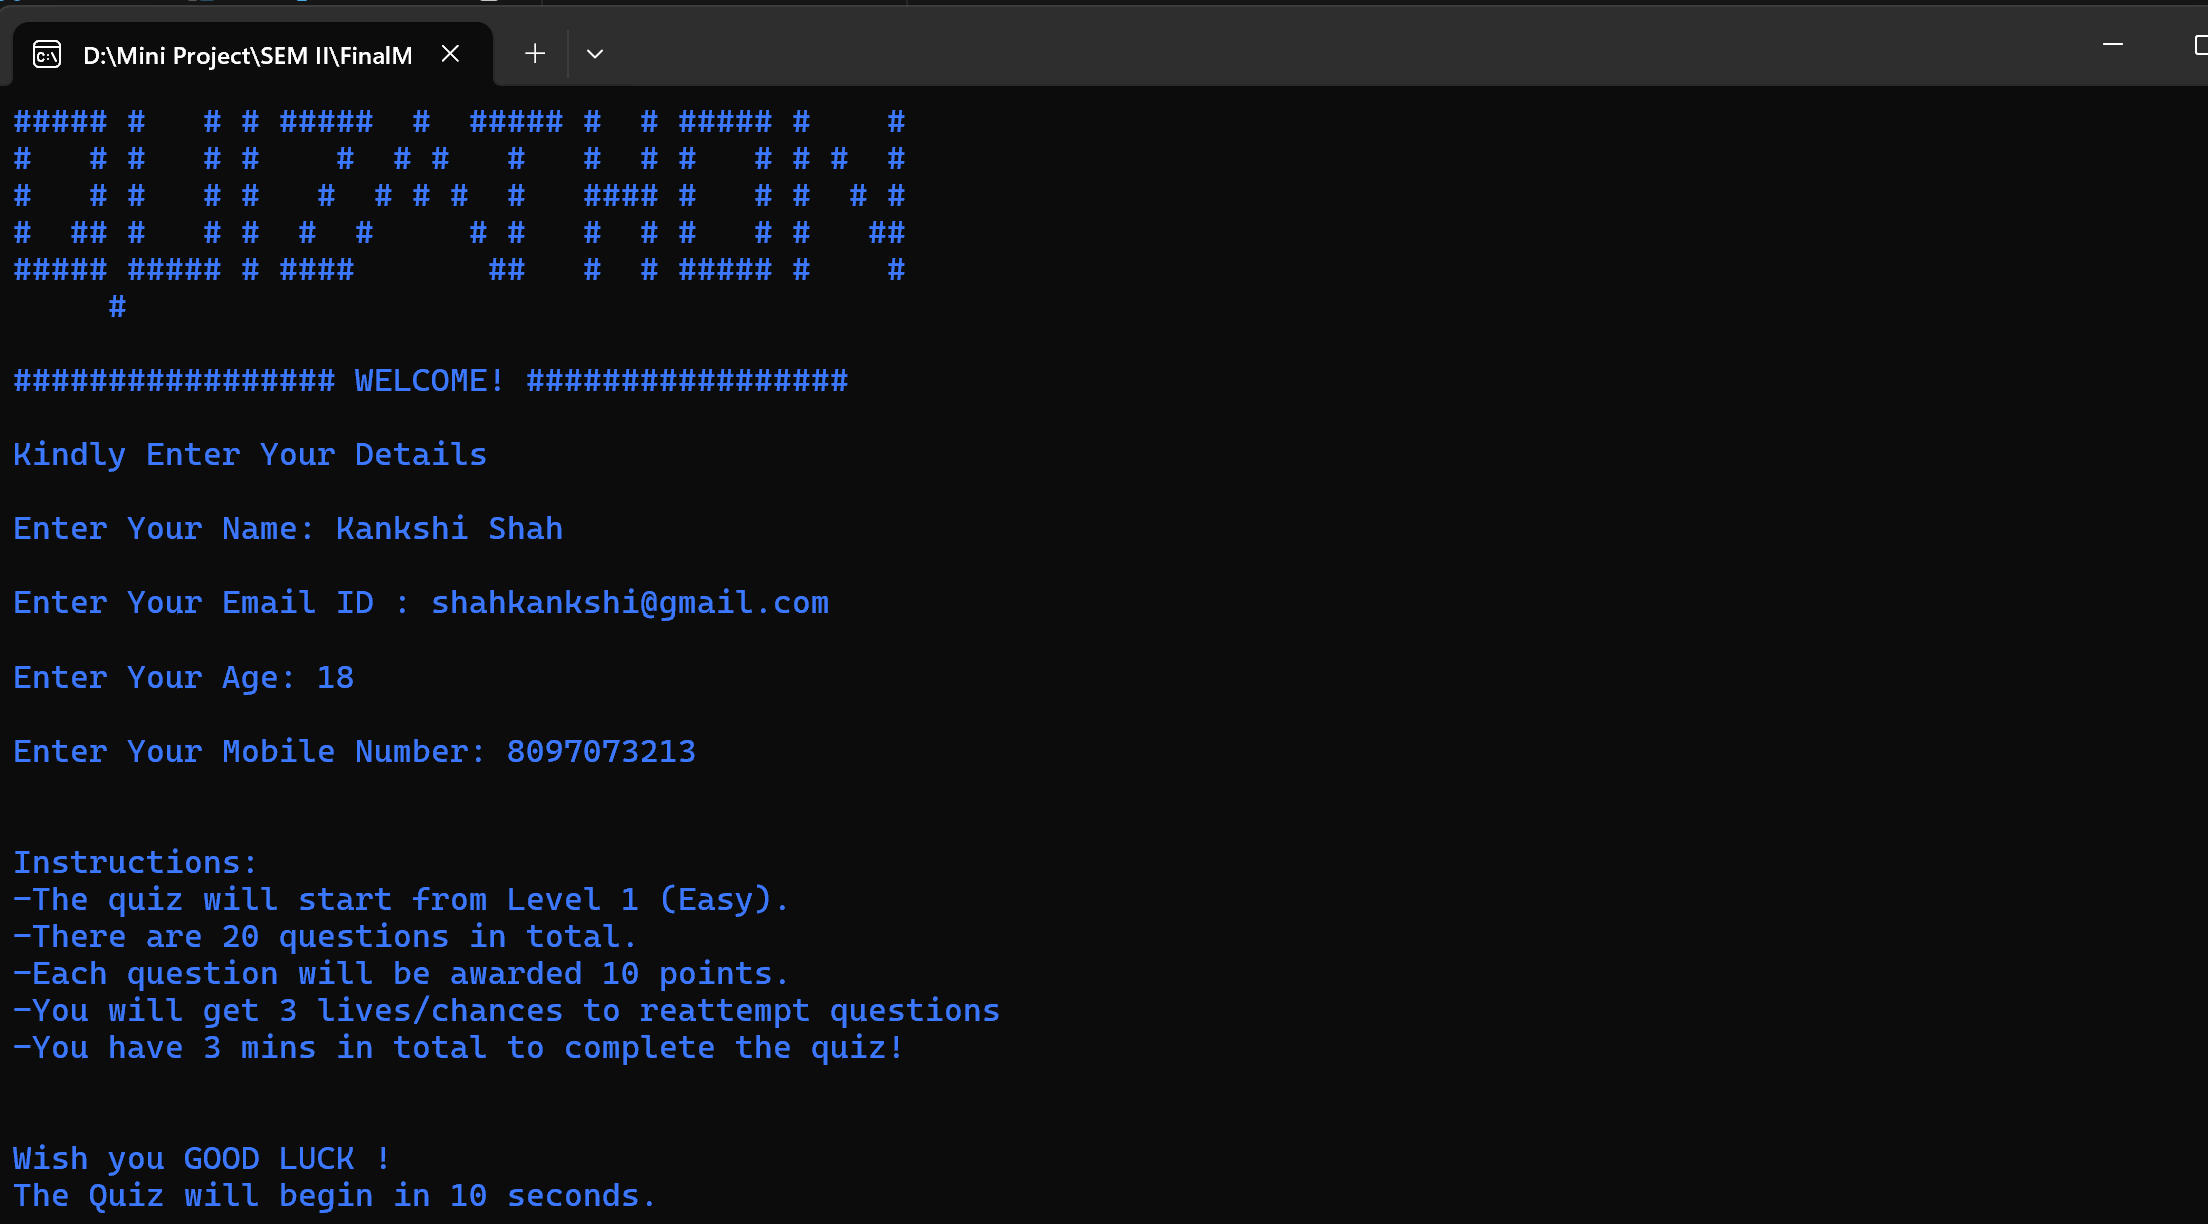 D:\Mini Project\SEM II\FinalM
##### #   # # #####  #  ##### #  # ##### #    #
#   # #   # #    #  # #   #   #  # #   # # #  #
#   # #   # #   #  # # #  #   #### #   # #  # #
#  ## #   # #  #  #     # #   #  # #   # #   ##
##### ##### # ####       ##   #  # ##### #    #
     #
################# WELCOME! #################
Kindly Enter Your Details
Enter Your Name: Kankshi Shah
Enter Your Email ID : shahkankshi@gmail.com
Enter Your Age: 18
Enter Your Mobile Number: 8097073213
Instructions:
-The quiz will start from Level 1 (Easy).
-There are 20 questions in total.
-Each question will be awarded 10 points.
-You will get 3 lives/chances to reattempt questions
-You have 3 mins in total to complete the quiz!
Wish you GOOD LUCK !
The Quiz will begin in 10 seconds.